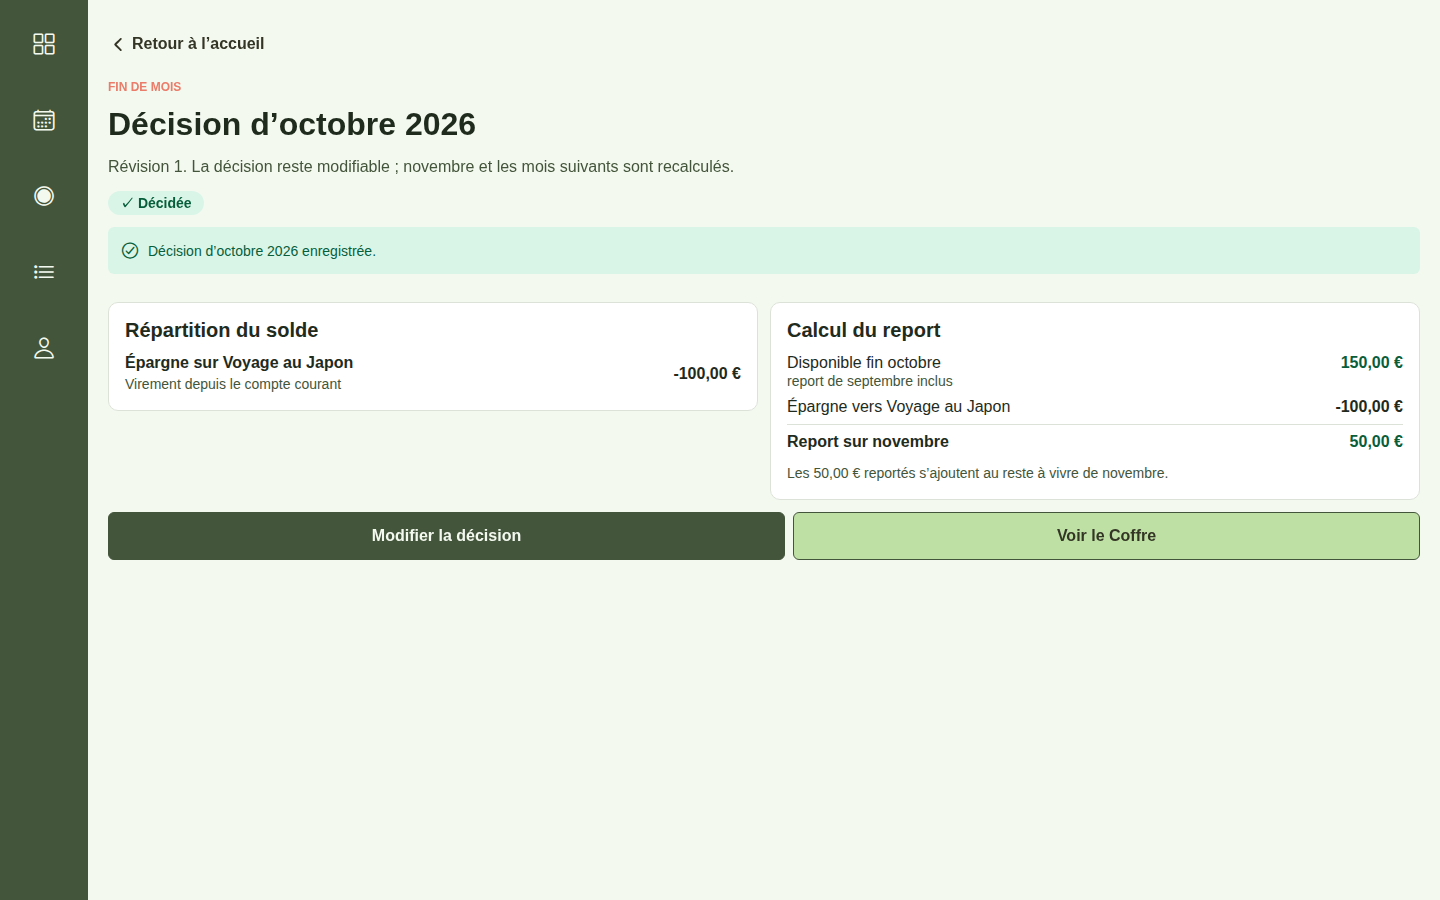 Retour à l’accueil
FIN DE MOIS
Décision d’octobre 2026
Révision 1. La décision reste modifiable ; novembre et les mois suivants sont recalculés.
✓ Décidée
Décision d’octobre 2026 enregistrée.
Répartition du solde
Épargne sur Voyage au Japon
Virement depuis le compte courant
-100,00 €
Calcul du report
Disponible fin octobre
150,00 €
report de septembre inclus
Épargne vers Voyage au Japon
-100,00 €
Report sur novembre
50,00 €
Les 50,00 € reportés s’ajoutent au reste à vivre de novembre.
Modifier la décision
Voir le Coffre